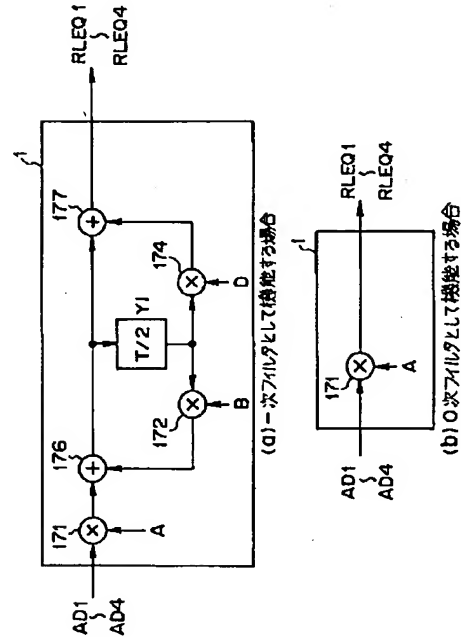 1
AD1
〜
AD4
171
A
176
T/2
Y1
172
B
174
D
177
RLEQ1
〜
RLEQ4
(a)一次フィルタとして機能する場合
1
AD1
〜
AD4
171
A
RLEQ1
〜
RLEQ4
(b)0次フィルタとして機能する場合